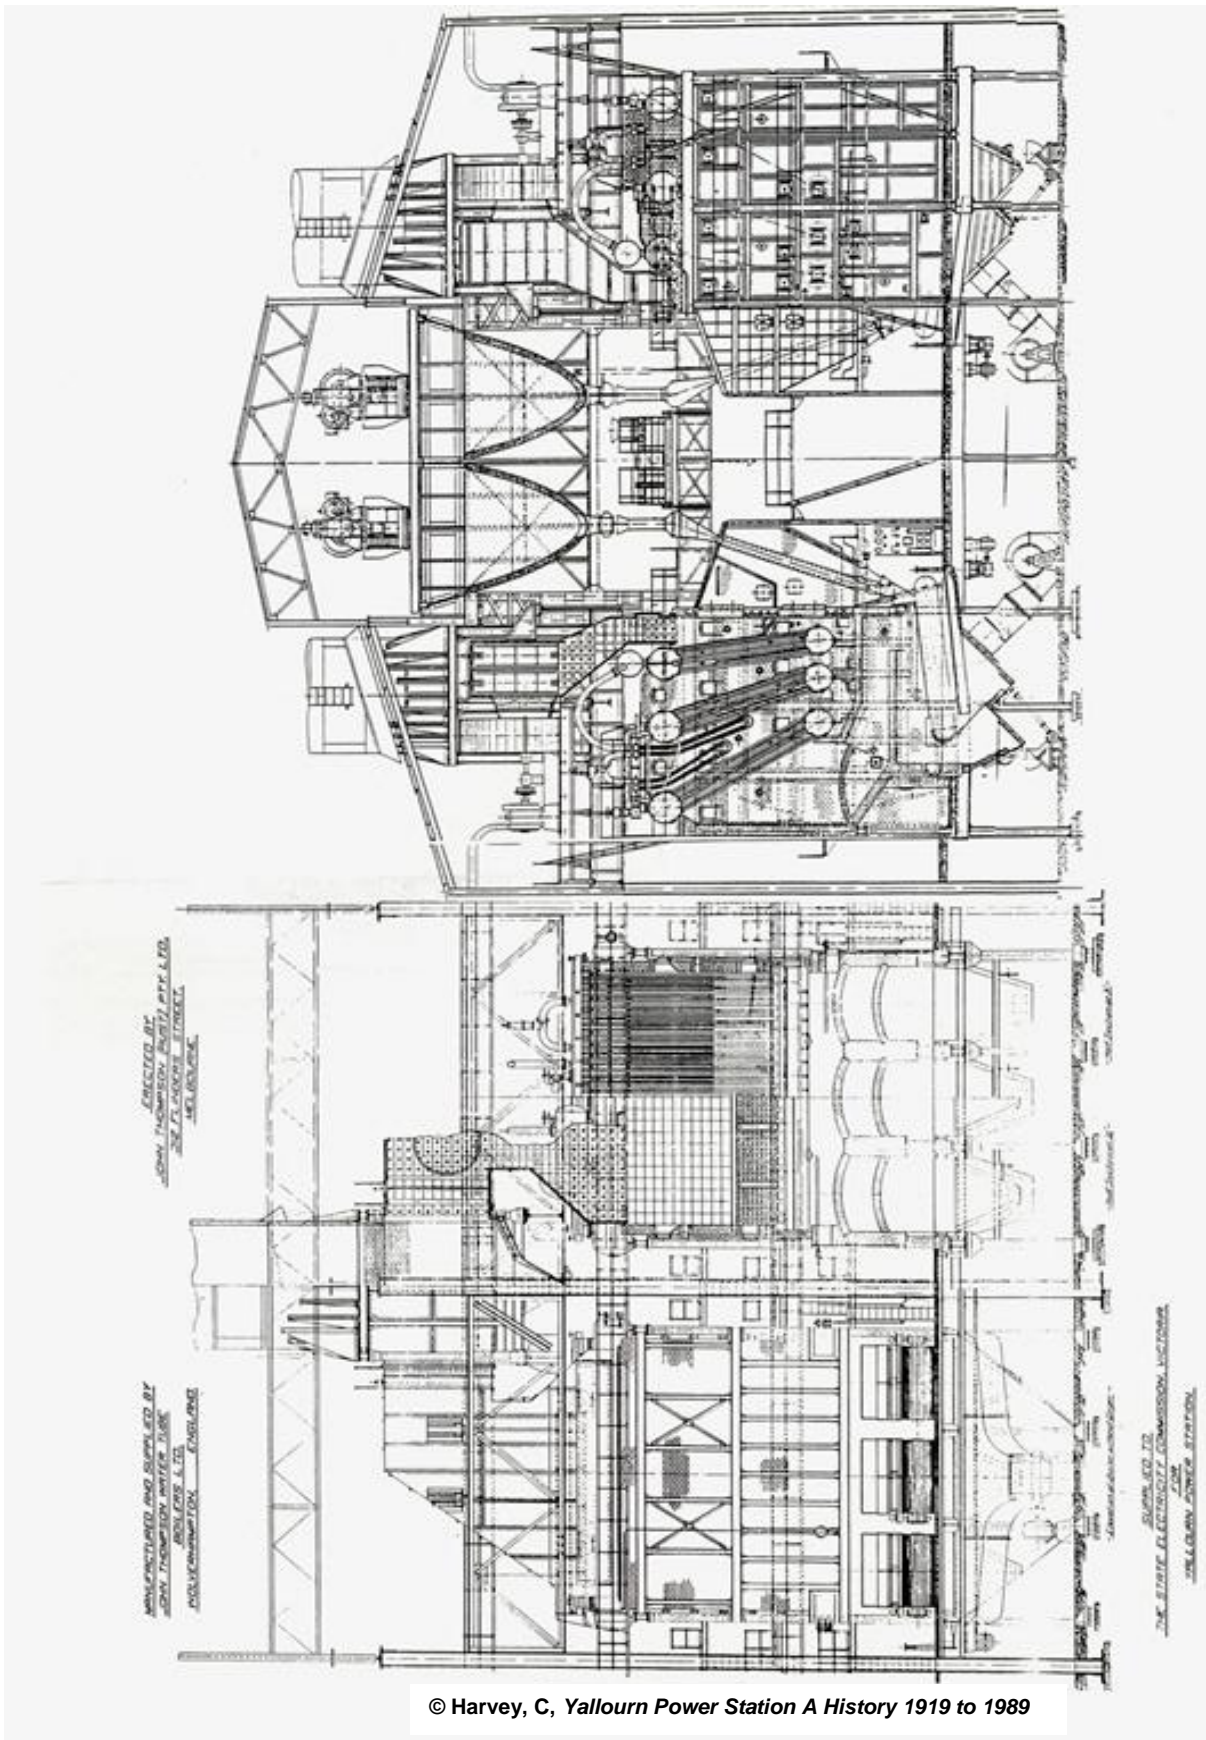 MANUFACTURED AND SUPPLIED BY
JOHN THOMPSON WATER TUBE
BOILERS LTD.
WOLVERHAMPTON. ENGLAND
ERECTED BY
JOHN THOMPSON (AUST) PTY LTD.
FLINDERS STREET.
MELBOURNE.
SUPPLIED TO
THE STATE ELECTRICITY COMMISSION, VICTORIA
FOR
YALLOURN POWER STATION.
© Harvey, C, Yallourn Power Station A History 1919 to 1989